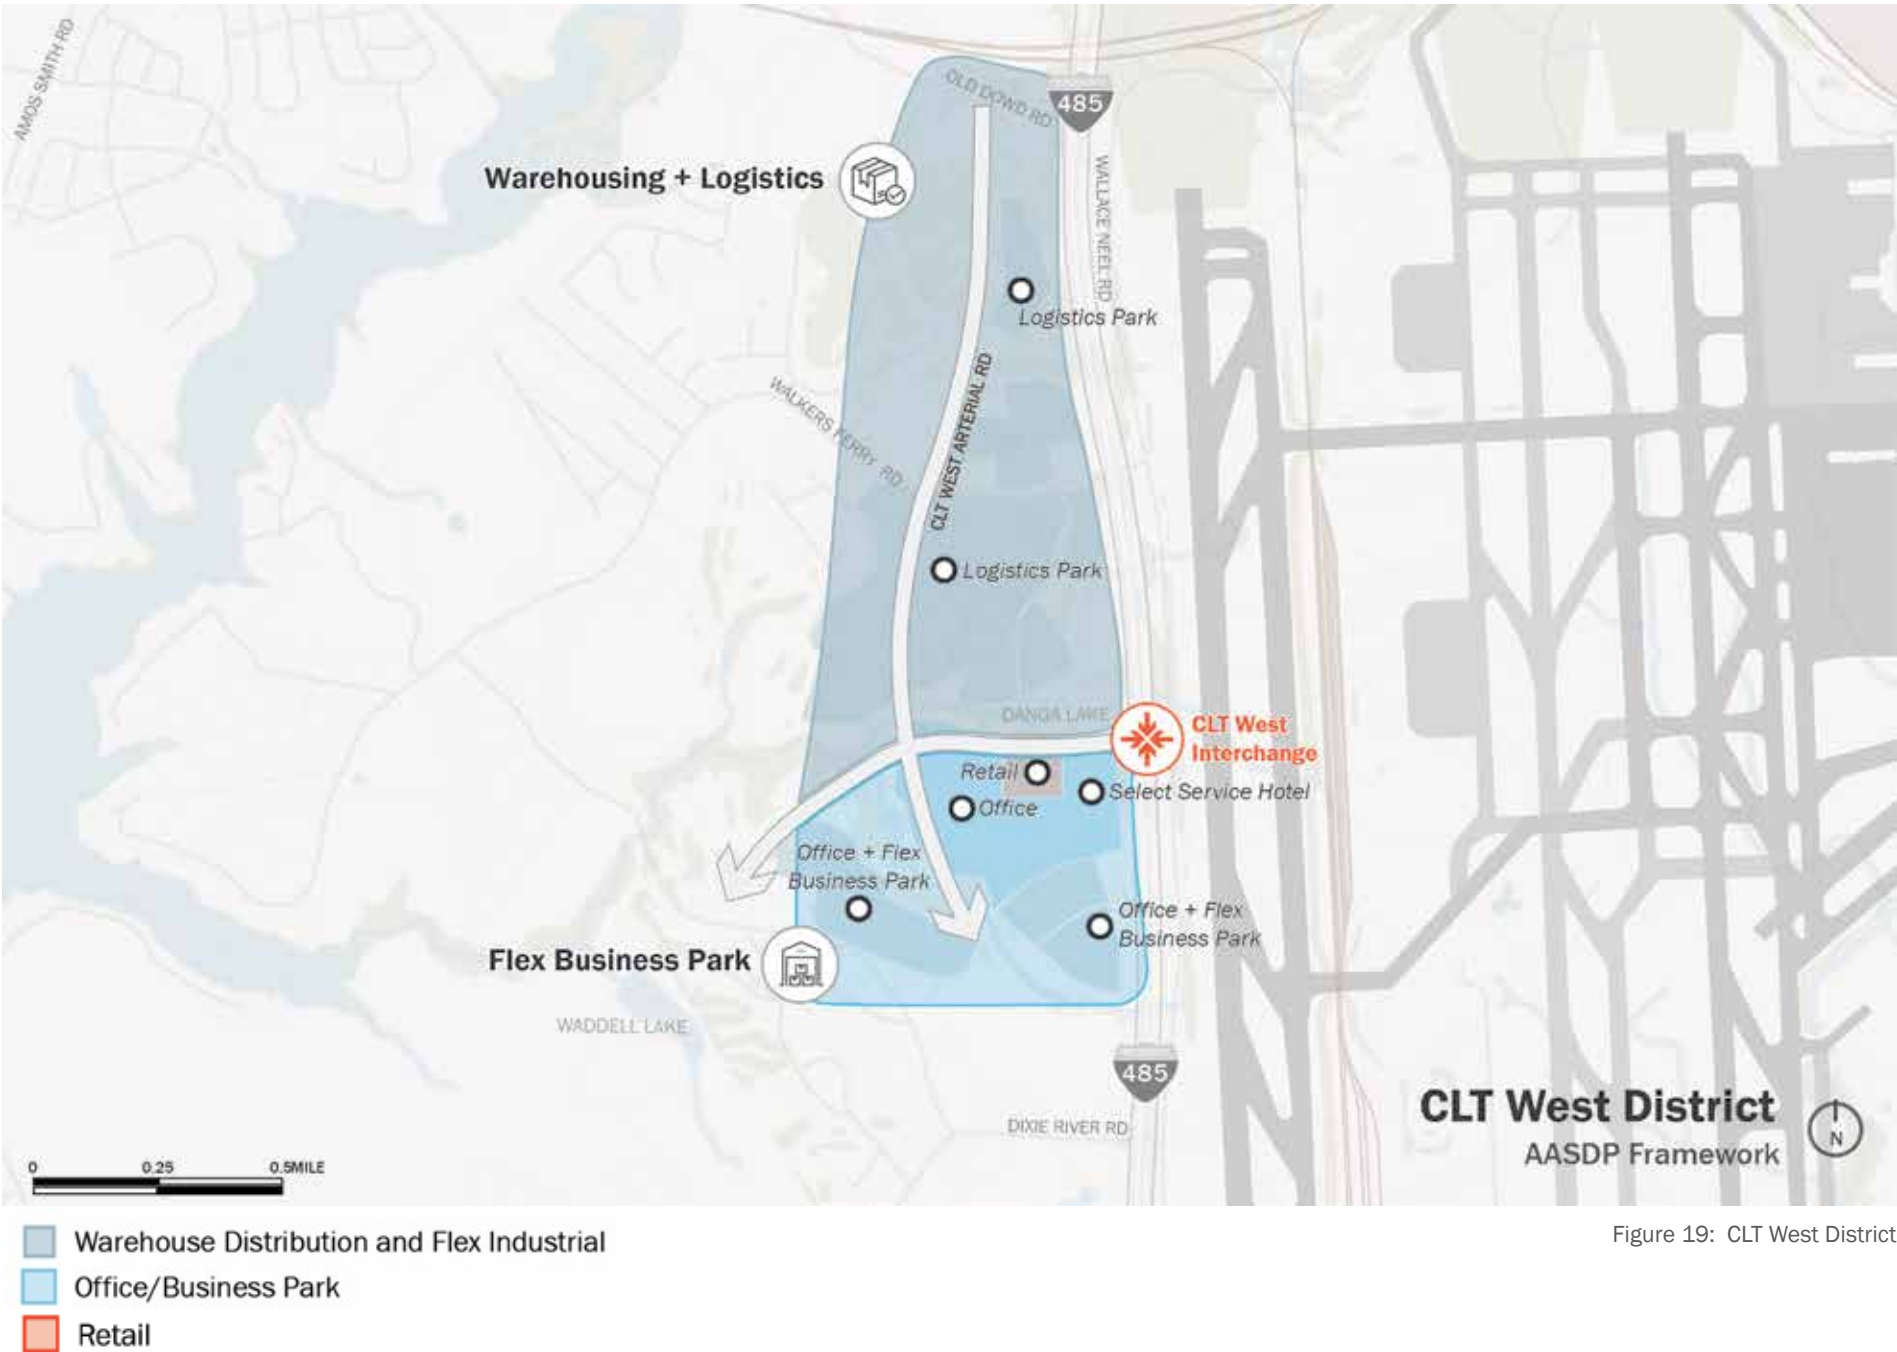 AMOS SMITH RD
OLD DOWD RD
485
Warehousing + Logistics
WALLACE NEEL RD
Logistics Park
WALKERS FERRY RD
CLT WEST ARTERIAL RD
Logistics Park
DANGA LAKE
CLT West
Interchange
Retail
Select Service Hotel
Office
Office + Flex
Business Park
Office + Flex
Business Park
Flex Business Park
WADDELL LAKE
485
DIXIE RIVER RD
CLT West District
AASDP Framework
N
0 0.25 0.5MILE
Figure 19: CLT West District
Warehouse Distribution and Flex Industrial
Office/Business Park
Retail